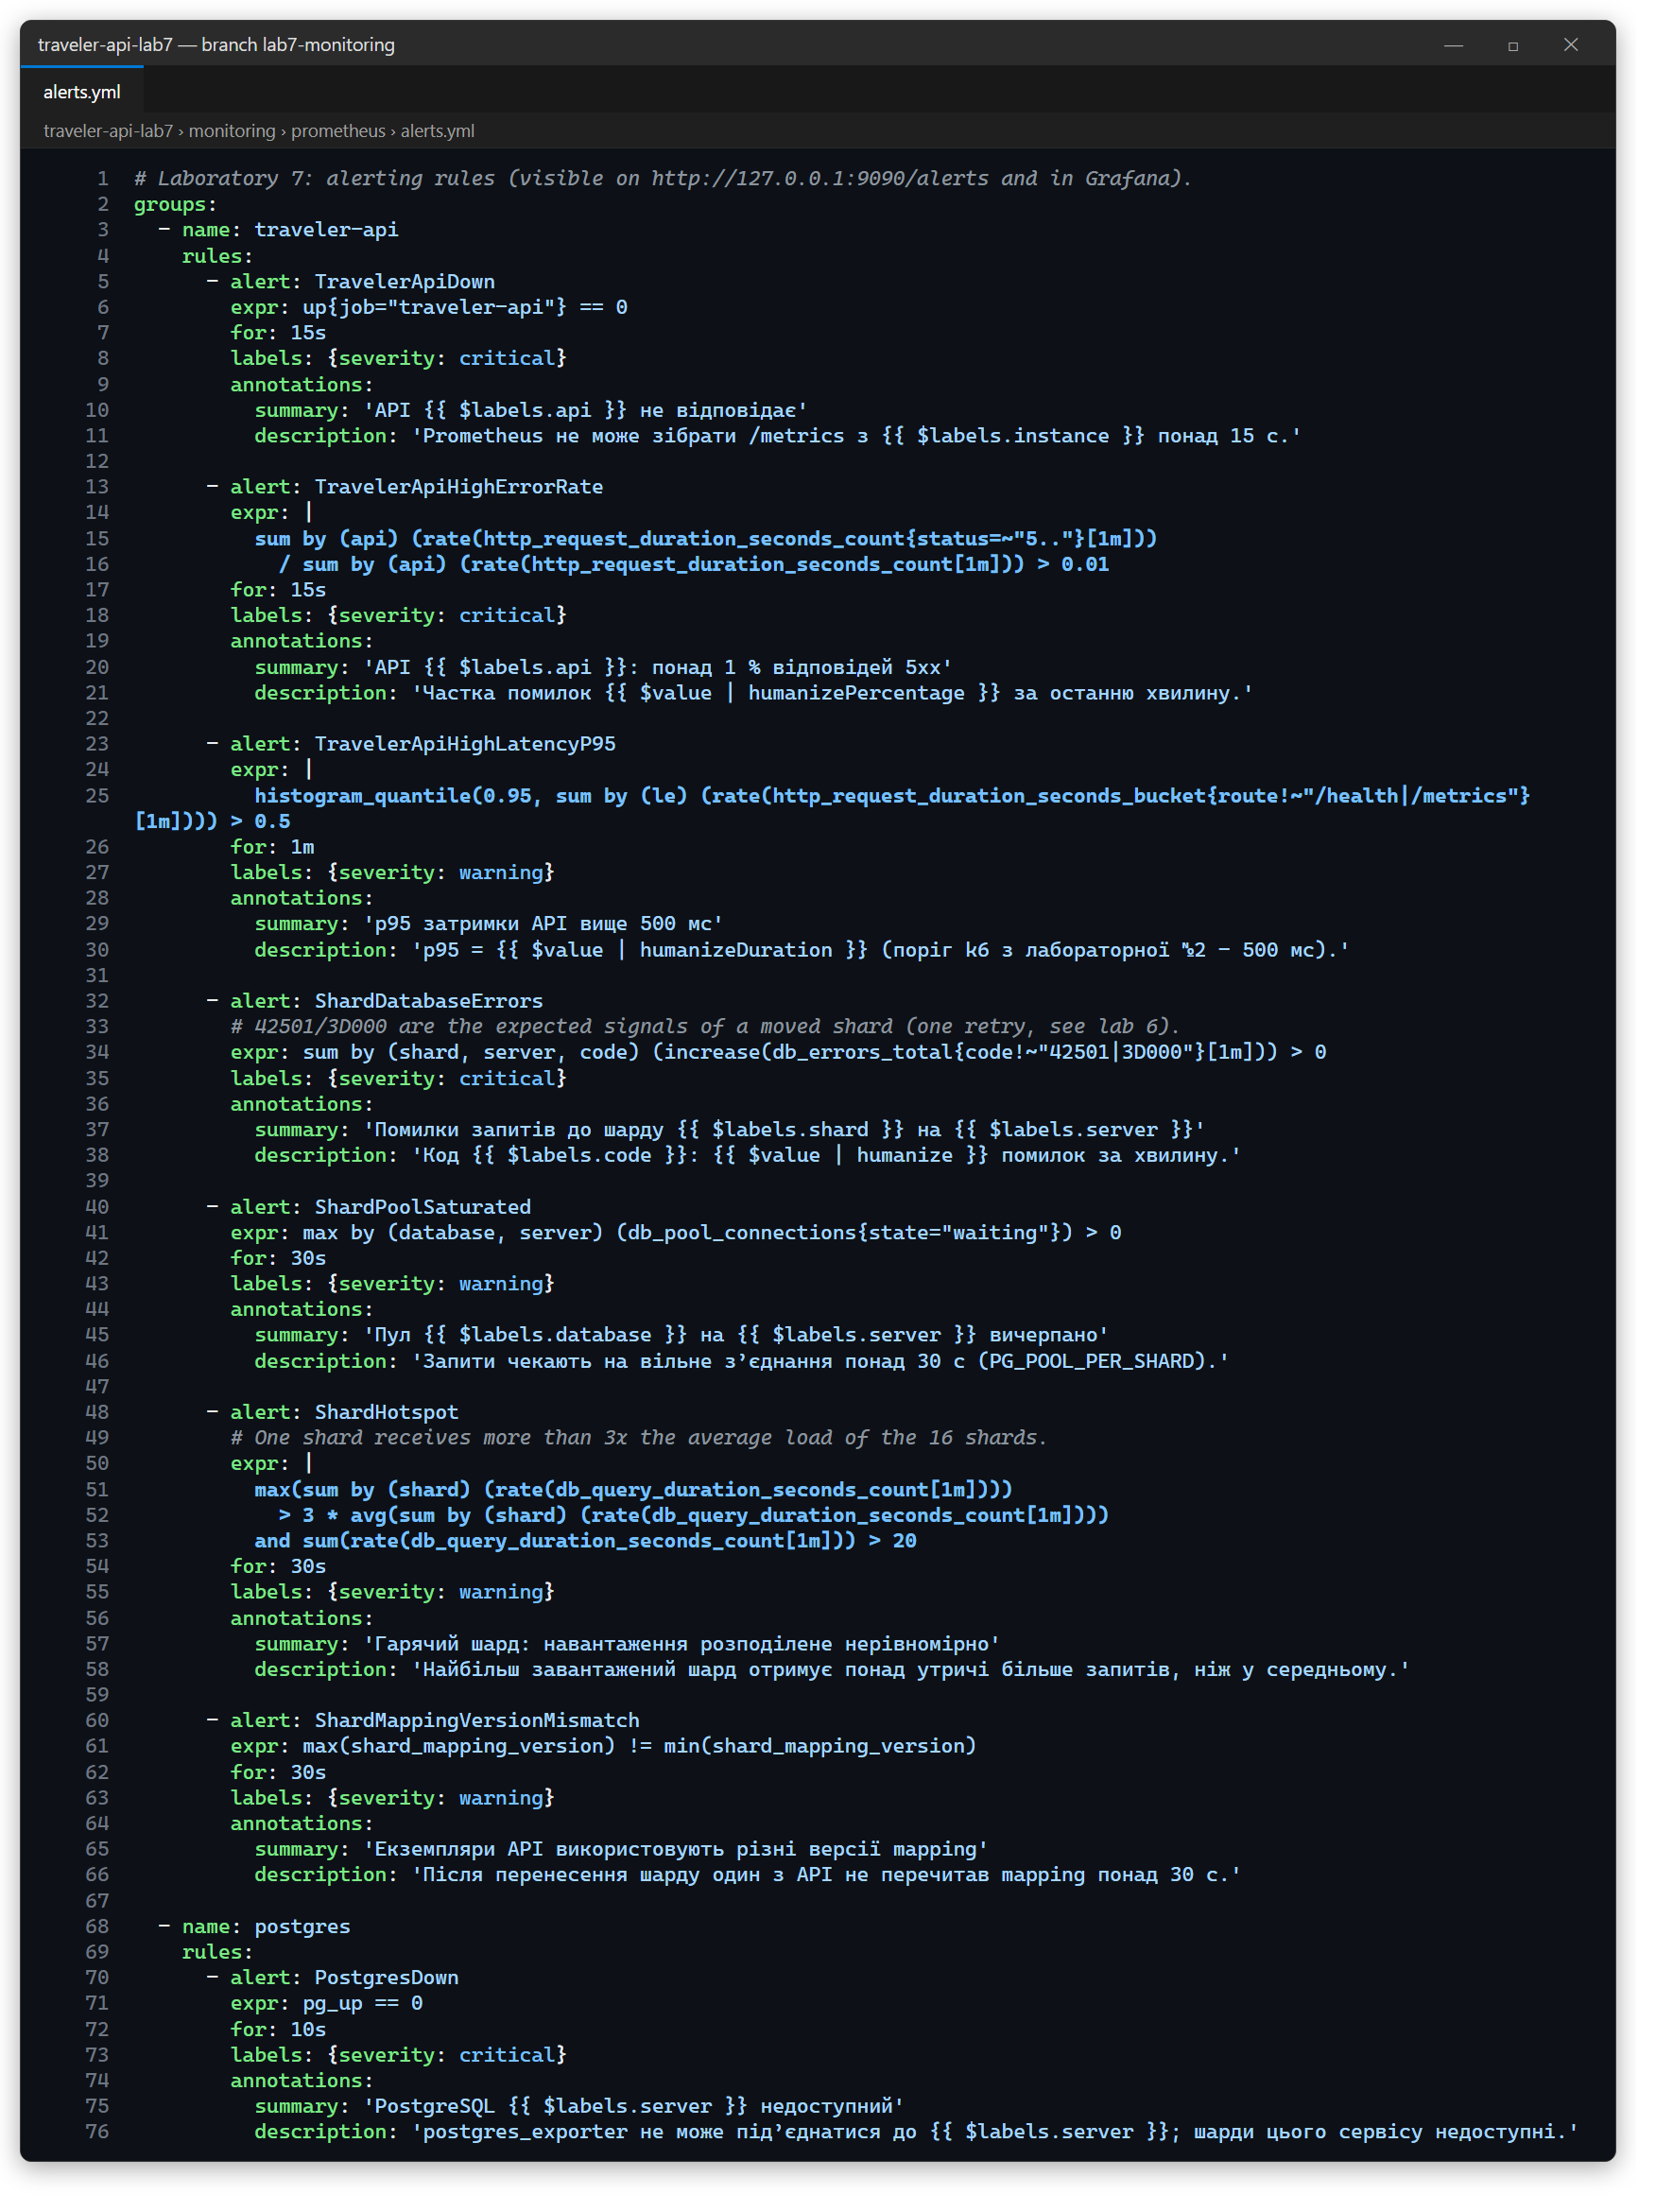 traveler-api-lab7 — branch lab7-monitoring
alerts.yml
traveler-api-lab7 › monitoring › prometheus › alerts.yml
1 # Laboratory 7: alerting rules (visible on http://127.0.0.1:9090/alerts and in Grafana).
2 groups:
3   - name: traveler-api
4     rules:
5       - alert: TravelerApiDown
6         expr: up{job="traveler-api"} == 0
7         for: 15s
8         labels: {severity: critical}
9         annotations:
10           summary: 'API {{ $labels.api }} не відповідає'
11           description: 'Prometheus не може зібрати /metrics з {{ $labels.instance }} понад 15 с.'
12
13       - alert: TravelerApiHighErrorRate
14         expr: |
15           sum by (api) (rate(http_request_duration_seconds_count{status=~"5.."}[1m]))
16             / sum by (api) (rate(http_request_duration_seconds_count[1m])) > 0.01
17         for: 15s
18         labels: {severity: critical}
19         annotations:
20           summary: 'API {{ $labels.api }}: понад 1 % відповідей 5xx'
21           description: 'Частка помилок {{ $value | humanizePercentage }} за останню хвилину.'
22
23       - alert: TravelerApiHighLatencyP95
24         expr: |
25           histogram_quantile(0.95, sum by (le) (rate(http_request_duration_seconds_bucket{route!~"/health|/metrics"}
[1m]))) > 0.5
26         for: 1m
27         labels: {severity: warning}
28         annotations:
29           summary: 'p95 затримки API вище 500 мс'
30           description: 'p95 = {{ $value | humanizeDuration }} (поріг k6 з лабораторної №2 — 500 мс).'
31
32       - alert: ShardDatabaseErrors
33         # 42501/3D000 are the expected signals of a moved shard (one retry, see lab 6).
34         expr: sum by (shard, server, code) (increase(db_errors_total{code!~"42501|3D000"}[1m])) > 0
35         labels: {severity: critical}
36         annotations:
37           summary: 'Помилки запитів до шарду {{ $labels.shard }} на {{ $labels.server }}'
38           description: 'Код {{ $labels.code }}: {{ $value | humanize }} помилок за хвилину.'
39
40       - alert: ShardPoolSaturated
41         expr: max by (database, server) (db_pool_connections{state="waiting"}) > 0
42         for: 30s
43         labels: {severity: warning}
44         annotations:
45           summary: 'Пул {{ $labels.database }} на {{ $labels.server }} вичерпано'
46           description: 'Запити чекають на вільне з’єднання понад 30 с (PG_POOL_PER_SHARD).'
47
48       - alert: ShardHotspot
49         # One shard receives more than 3x the average load of the 16 shards.
50         expr: |
51           max(sum by (shard) (rate(db_query_duration_seconds_count[1m])))
52             > 3 * avg(sum by (shard) (rate(db_query_duration_seconds_count[1m])))
53           and sum(rate(db_query_duration_seconds_count[1m])) > 20
54         for: 30s
55         labels: {severity: warning}
56         annotations:
57           summary: 'Гарячий шард: навантаження розподілене нерівномірно'
58           description: 'Найбільш завантажений шард отримує понад утричі більше запитів, ніж у середньому.'
59
60       - alert: ShardMappingVersionMismatch
61         expr: max(shard_mapping_version) != min(shard_mapping_version)
62         for: 30s
63         labels: {severity: warning}
64         annotations:
65           summary: 'Екземпляри API використовують різні версії mapping'
66           description: 'Після перенесення шарду один з API не перечитав mapping понад 30 с.'
67
68   - name: postgres
69     rules:
70       - alert: PostgresDown
71         expr: pg_up == 0
72         for: 10s
73         labels: {severity: critical}
74         annotations:
75           summary: 'PostgreSQL {{ $labels.server }} недоступний'
76           description: 'postgres_exporter не може під’єднатися до {{ $labels.server }}; шарди цього сервісу недоступні.'